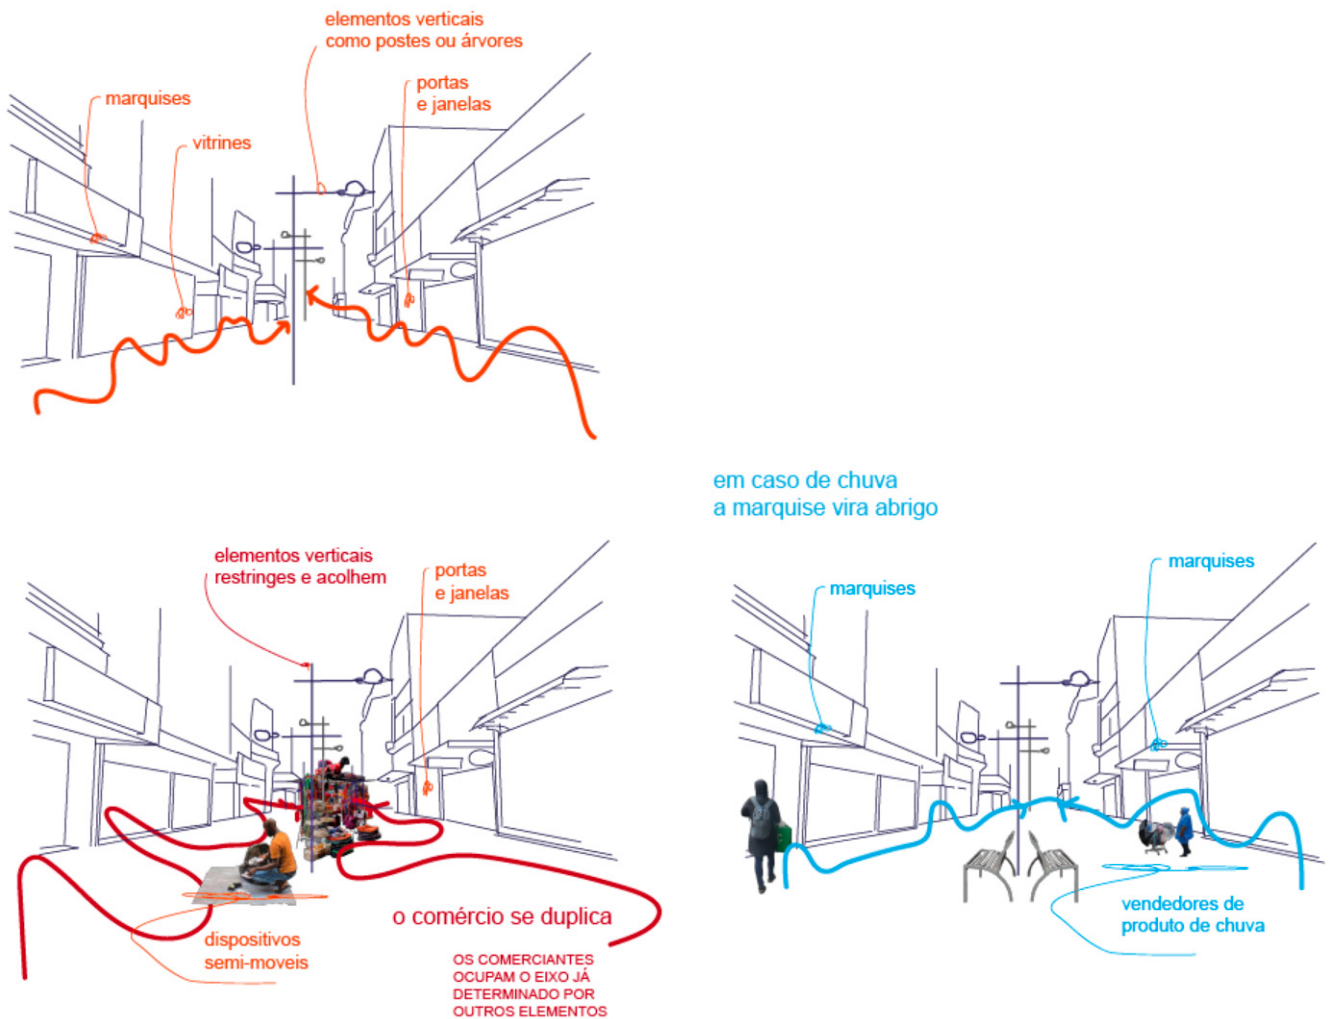 elementos verticais
como postes ou árvores
portas
e janelas
marquises
vitrines
em caso de chuva
a marquise vira abrigo
elementos verticais
restringes e acolhem
portas
e janelas
marquises
marquises
o comércio se duplica
dispositivos
semi-moveis
OS COMERCIANTES
OCUPAM O EIXO JÁ
DETERMINADO POR
OUTROS ELEMENTOS
vendedores de
produto de chuva